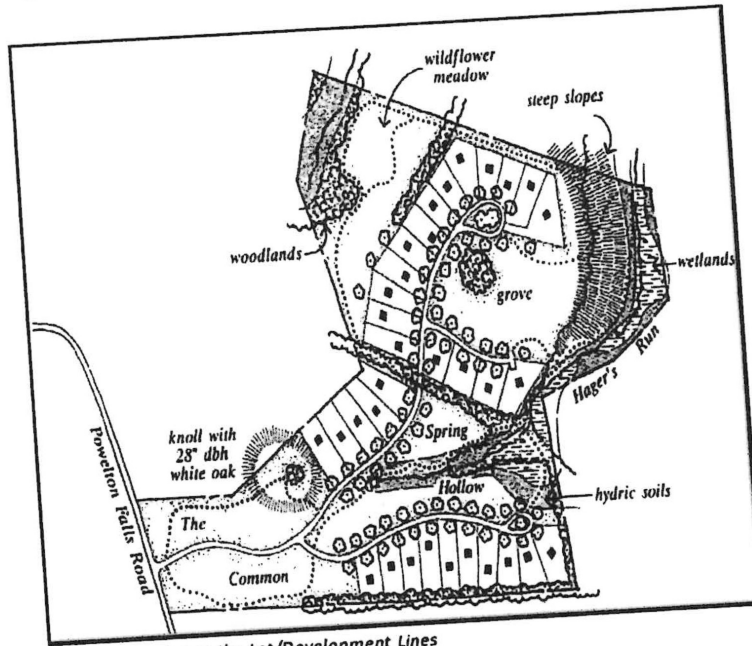 wildflower
meadow
steep slopes
woodlands
wetlands
grove
Hager's
Run
knoll with
28" dbh
white oak
Spring
Hollow
hydric soils
The
Common
Powelton Falls Road
Lot/Development Lines